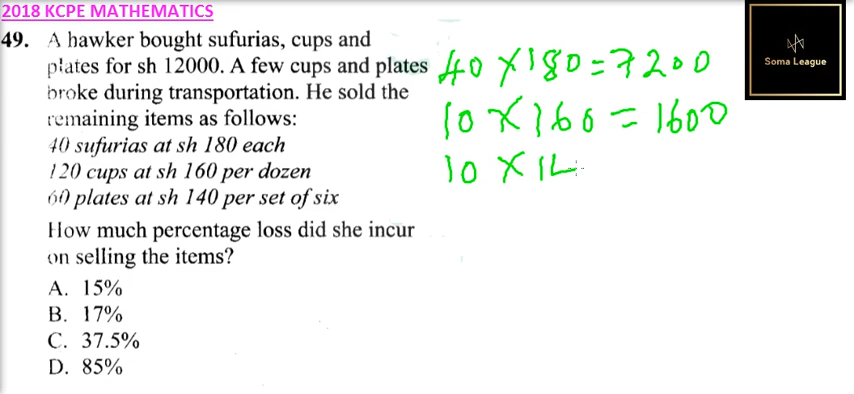 2018 KCPE MATHEMATICS
49. A hawker bought sufurias, cups and
plates for sh 12000. A few cups and plates
broke during transportation. He sold the
remaining items as follows:
40 sufurias at sh 180 each
120 cups at sh 160 per dozen
60 plates at sh 140 per set of six
How much percentage loss did she incur
on selling the items?
A. 15%
B. 17%
C. 37.5%
D. 85%
40 × 180 = 7200
10 × 160 = 1600
10 × 14
Soma League